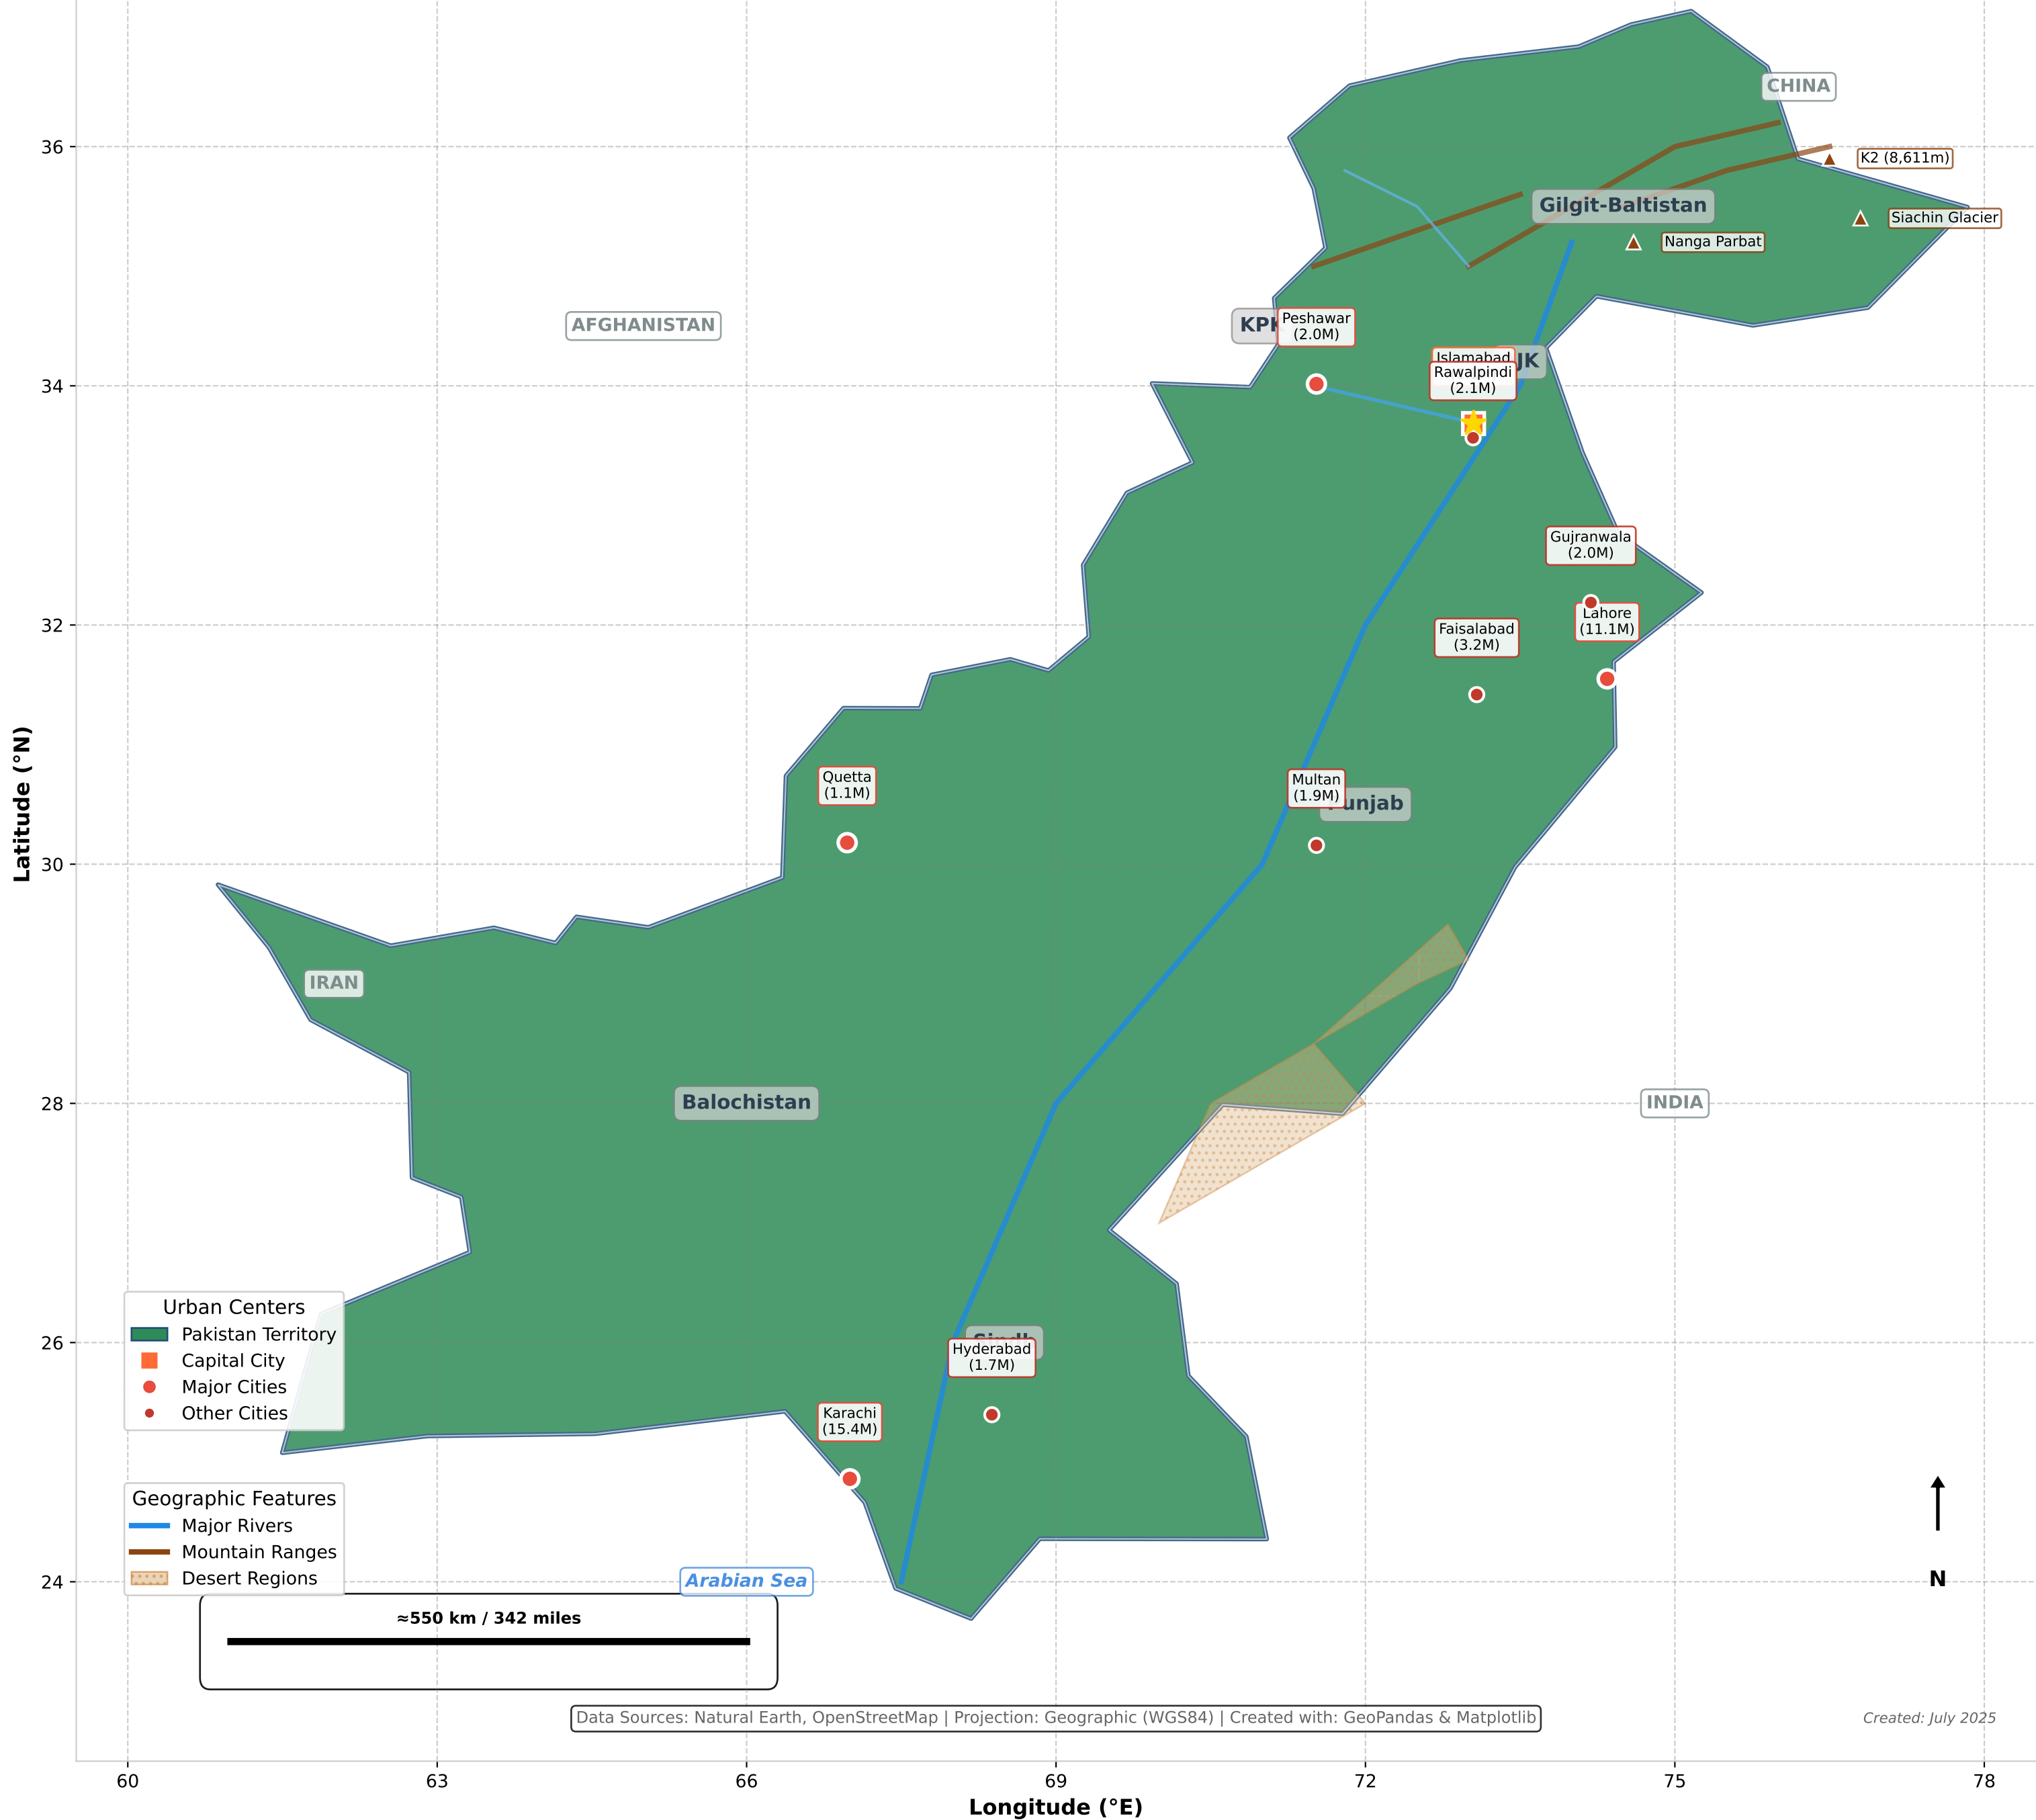 CHINA
36
K2 (8,611m)
Gilgit-Baltistan
Siachin Glacier
Nanga Parbat
AFGHANISTAN
KPK
Peshawar
(2.0M)
Islamabad
JK
Rawalpindi
(2.1M)
34
Gujranwala
(2.0M)
32
Lahore
(11.1M)
Faisalabad
(3.2M)
Quetta
(1.1M)
Multan
(1.9M)
Punjab
30
IRAN
28
Balochistan
INDIA
26
Sindh
Hyderabad
(1.7M)
Karachi
(15.4M)
Urban Centers
Pakistan Territory
Capital City
Major Cities
Other Cities
Geographic Features
Major Rivers
Mountain Ranges
Desert Regions
24
Arabian Sea
N
≈550 km / 342 miles
Data Sources: Natural Earth, OpenStreetMap | Projection: Geographic (WGS84) | Created with: GeoPandas & Matplotlib
Created: July 2025
60 63 66 69 72 75 78
Longitude (°E)
Latitude (°N)